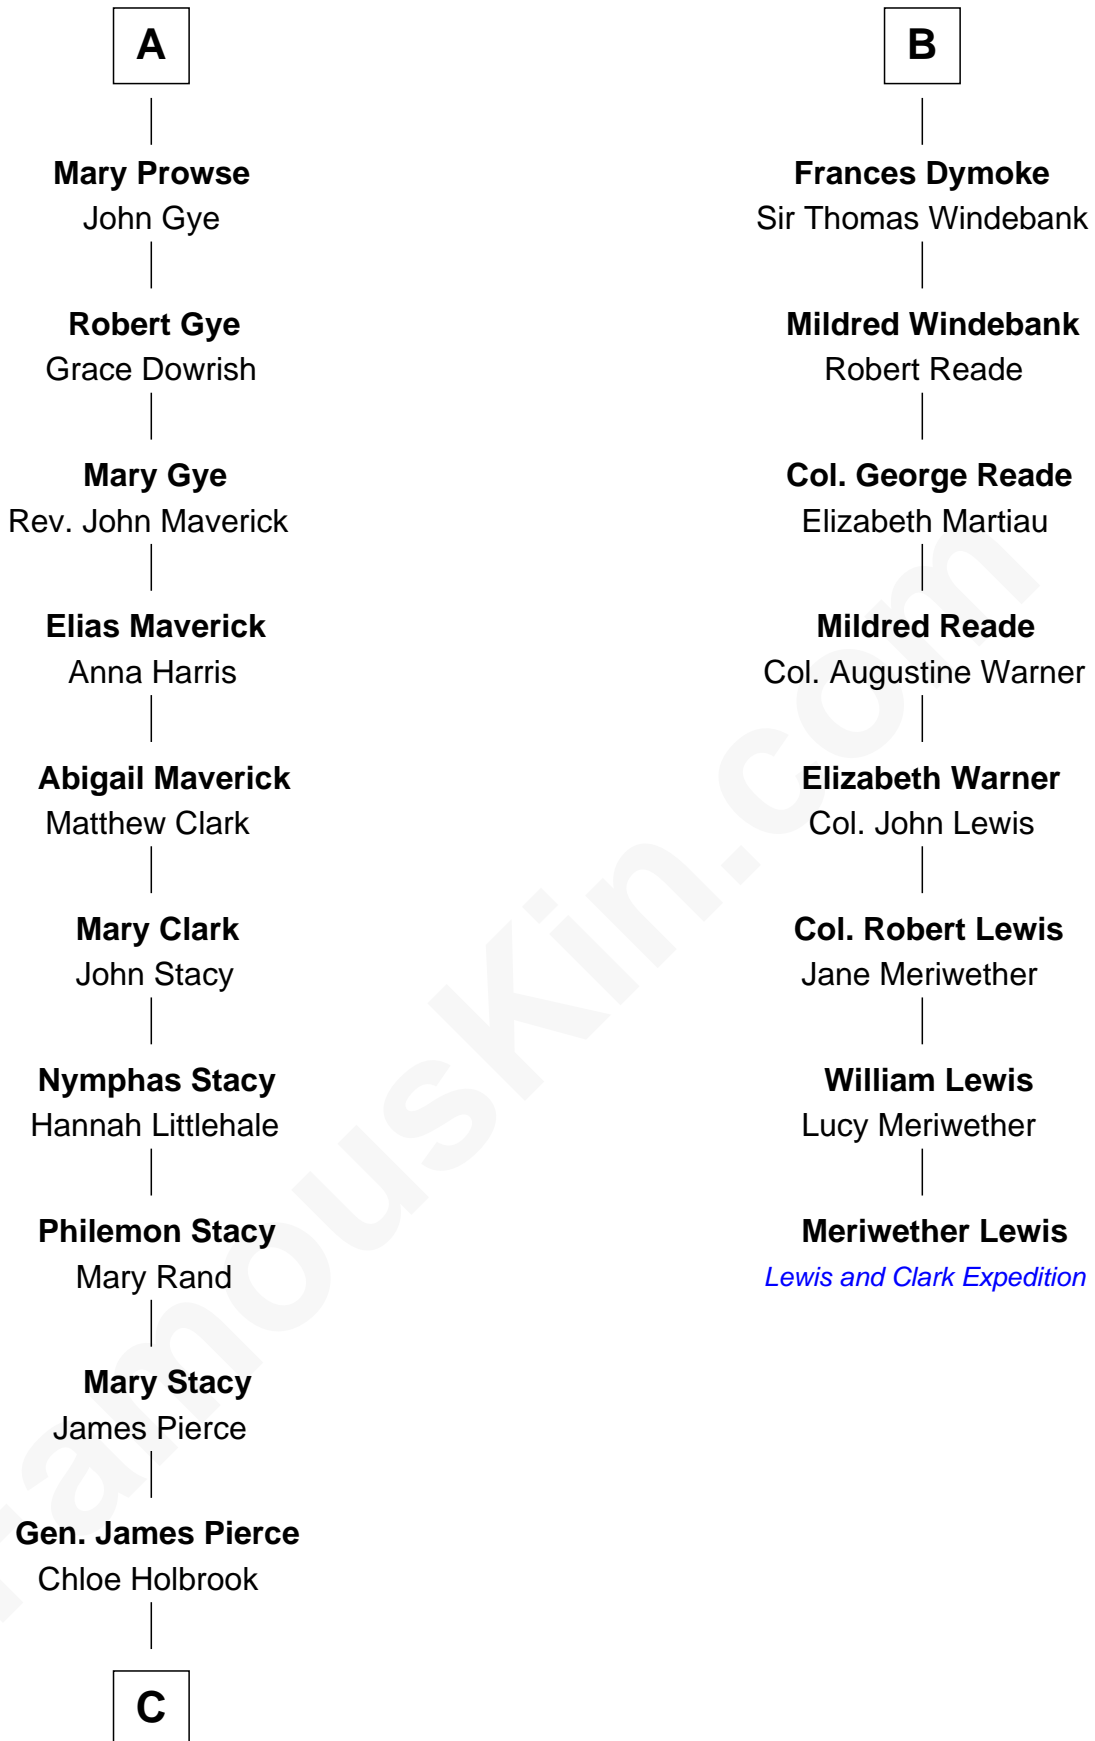 A
Mary Prowse
John Gye
Robert Gye
Grace Dowrish
Mary Gye
Rev. John Maverick
Elias Maverick
Anna Harris
Abigail Maverick
Matthew Clark
Mary Clark
John Stacy
Nymphas Stacy
Hannah Littlehale
Philemon Stacy
Mary Rand
Mary Stacy
James Pierce
Gen. James Pierce
Chloe Holbrook
C
B
Frances Dymoke
Sir Thomas Windebank
Mildred Windebank
Robert Reade
Col. George Reade
Elizabeth Martiau
Mildred Reade
Col. Augustine Warner
Elizabeth Warner
Col. John Lewis
Col. Robert Lewis
Jane Meriwether
William Lewis
Lucy Meriwether
Meriwether Lewis
Lewis and Clark Expedition
FamousKin.com